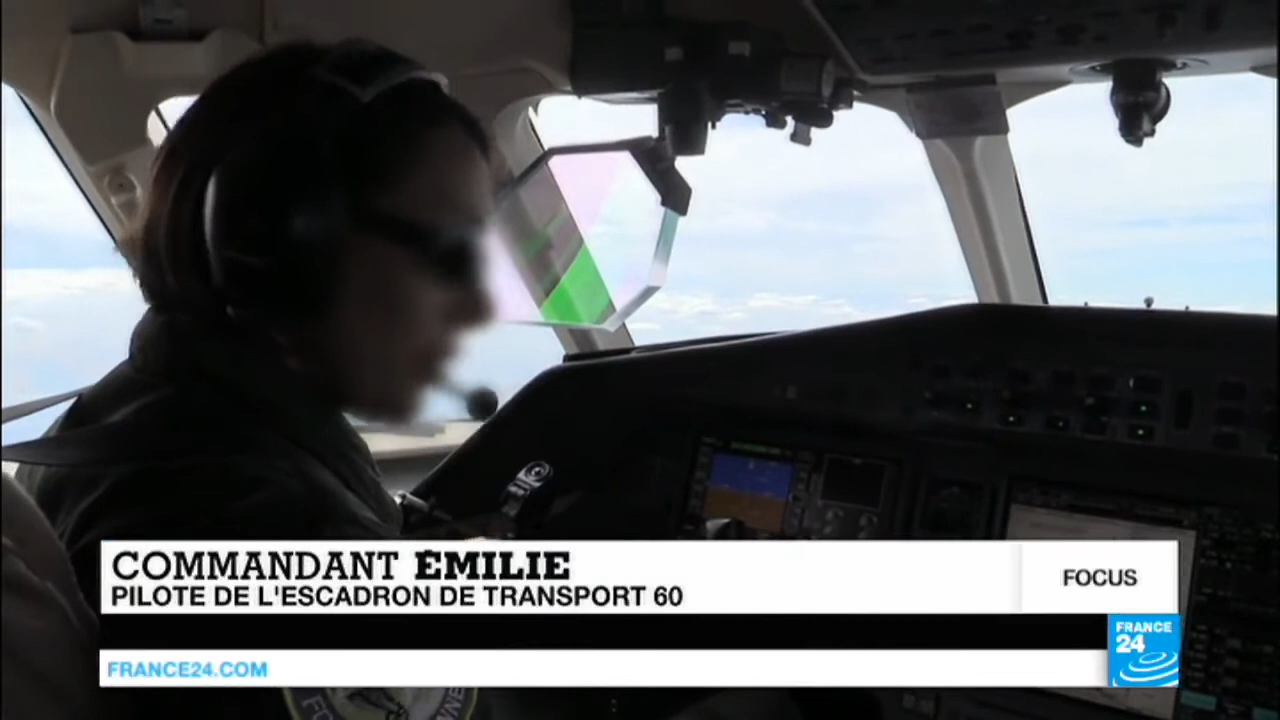 COMMANDANT ÉMILIE
PILOTE DE L'ESCADRON DE TRANSPORT 60
FOCUS
FRANCE
24
FRANCE24.COM